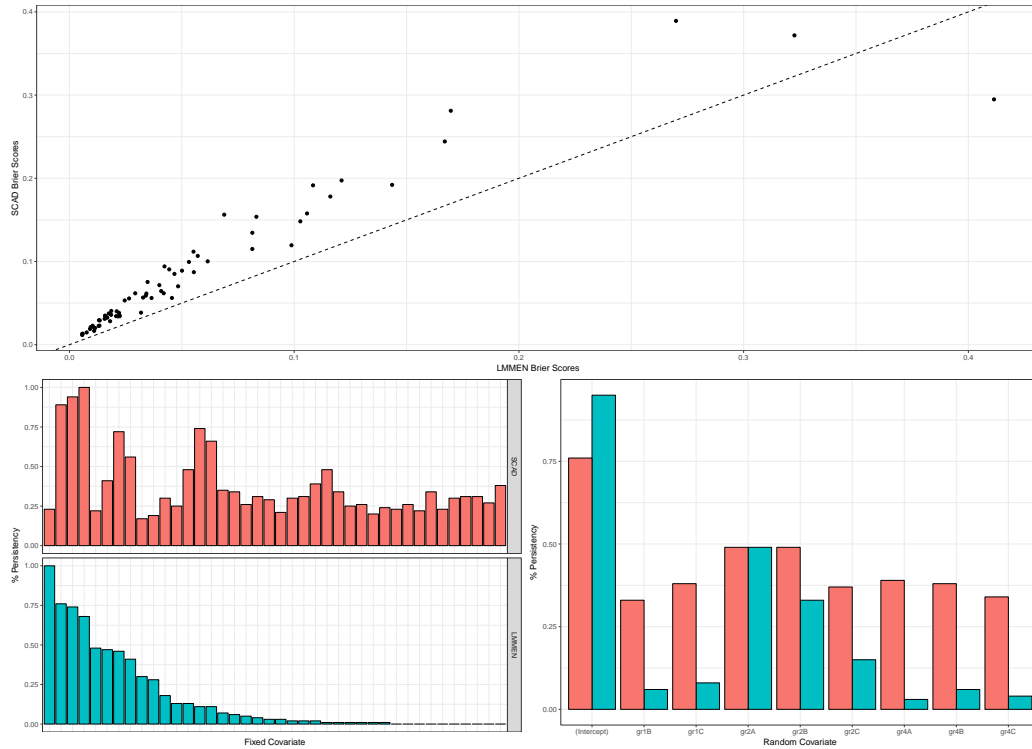 0.4
0.3
0.2
0.1
0.0
SCAD Brier Scores
0.0 0.1 0.2 0.3 0.4
LMMEN Brier Scores
1.00
0.75
0.50
0.25
0.00
SCAD
1.00
0.75
0.50
0.25
0.00
LMMEN
% Persistency
Fixed Covariate
0.75
0.50
0.25
0.00
% Persistency
(Intercept) gr1B gr1C gr2A gr2B gr2C gr4A gr4B gr4C
Random Covariate